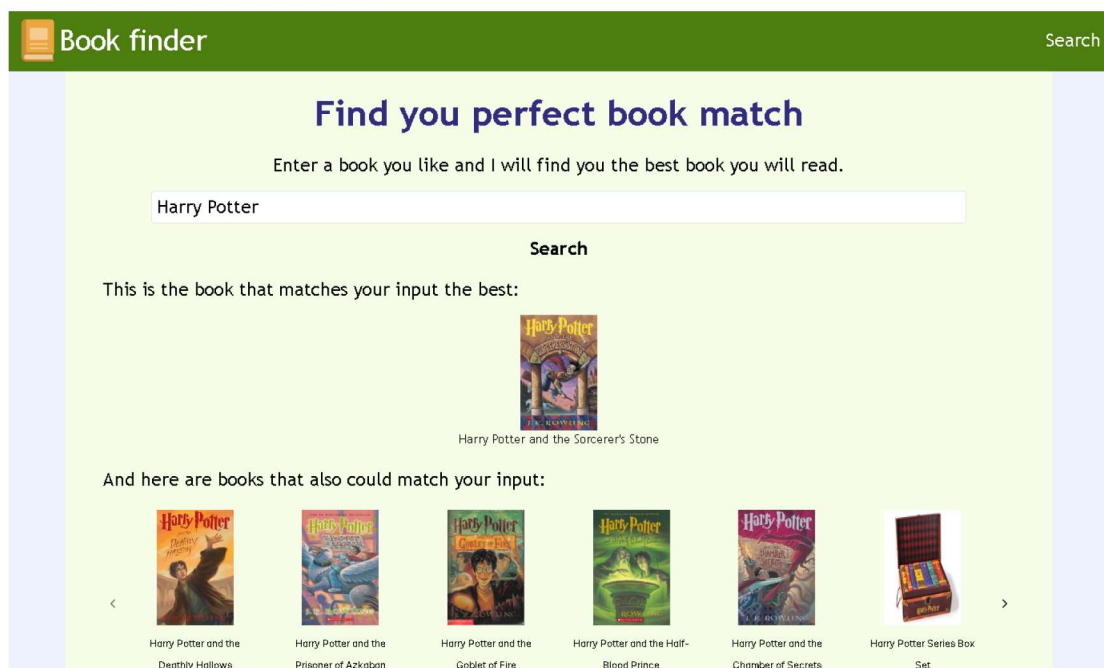 Book finder
Search
Find you perfect book match
Enter a book you like and I will find you the best book you will read.
Harry Potter
Search
This is the book that matches your input the best:
Harry Potter
J. K. ROWLING
Harry Potter and the Sorcerer's Stone
And here are books that also could match your input:
Harry Potter
Harry Potter
Harry Potter
Goblet of Fire
Harry Potter
Harry Potter
Harry Potter and the
Deathly Hallows
Harry Potter and the
Prisoner of Azkaban
Harry Potter and the
Goblet of Fire
Harry Potter and the Half-
Blood Prince
Harry Potter and the
Chamber of Secrets
Harry Potter Series Box
Set